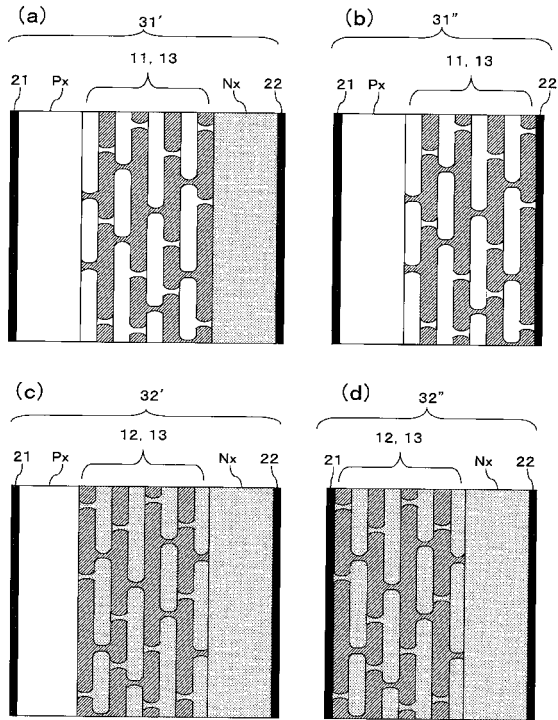 (a)
31′
11, 13
21
Px
Nx
22
(b)
31″
11, 13
21
Px
22
(c)
32′
12, 13
21
Px
Nx
22
(d)
32″
12, 13
21
Nx
22